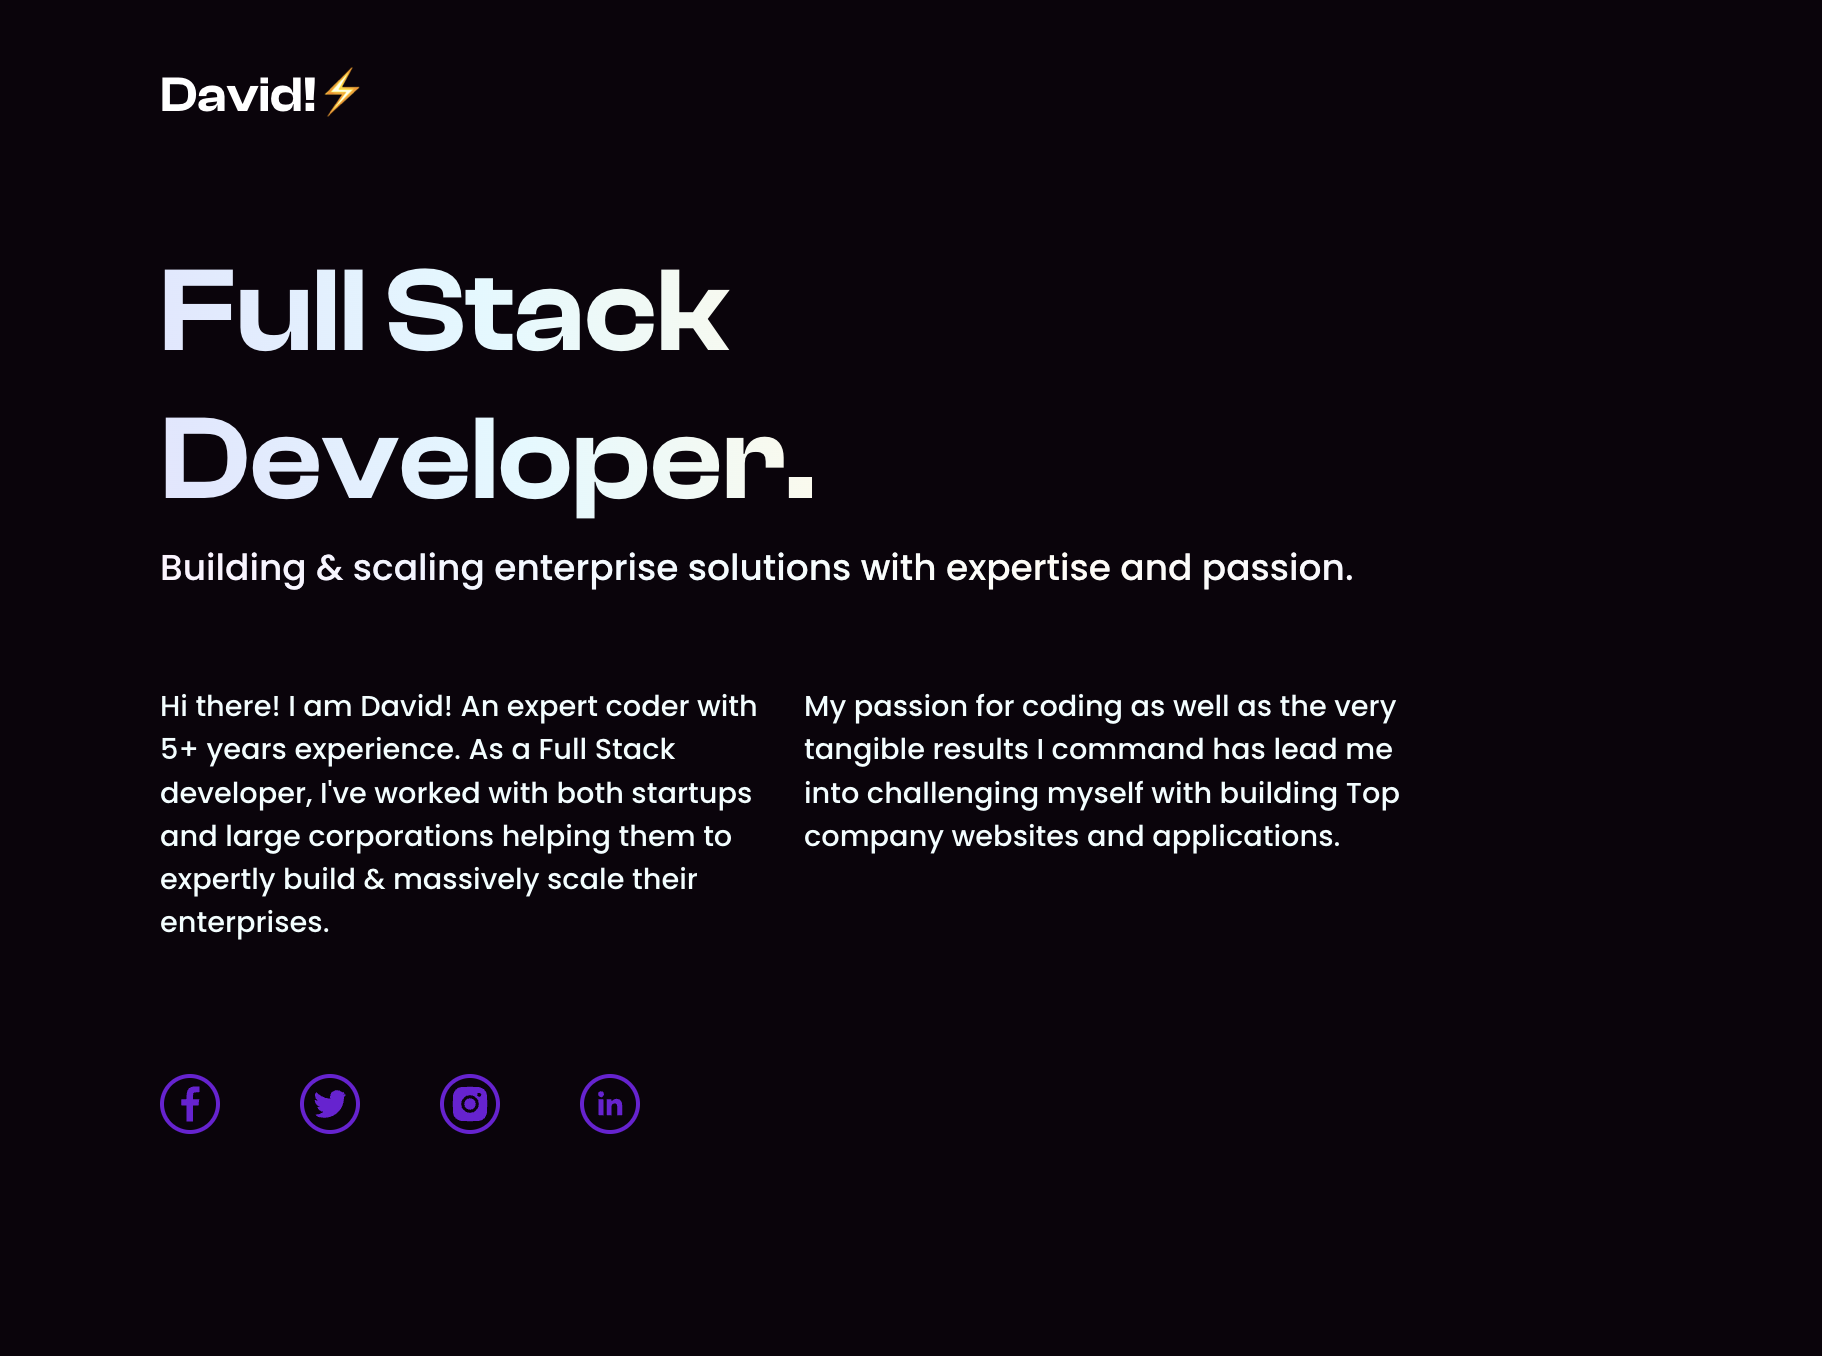 David!⚡
Full Stack
Developer.
Building & scaling enterprise solutions with expertise and passion.
Hi there! I am David! An expert coder with
5+ years experience. As a Full Stack
developer, I've worked with both startups
and large corporations helping them to
expertly build & massively scale their
enterprises.
My passion for coding as well as the very
tangible results I command has lead me
into challenging myself with building Top
company websites and applications.